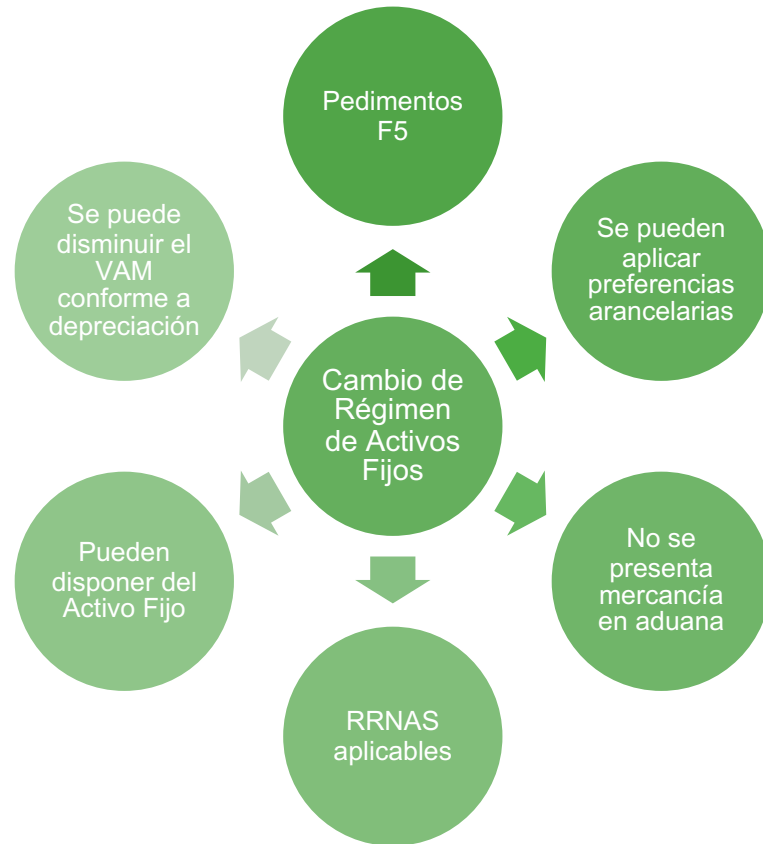 Pedimentos
F5
Se pueden
aplicar
preferencias
arancelarias
No se
presenta
mercancía
en aduana
RRNAS
aplicables
Pueden
disponer del
Activo Fijo
Se puede
disminuir el
VAM
conforme a
depreciación
Cambio de
Régimen
de Activos
Fijos